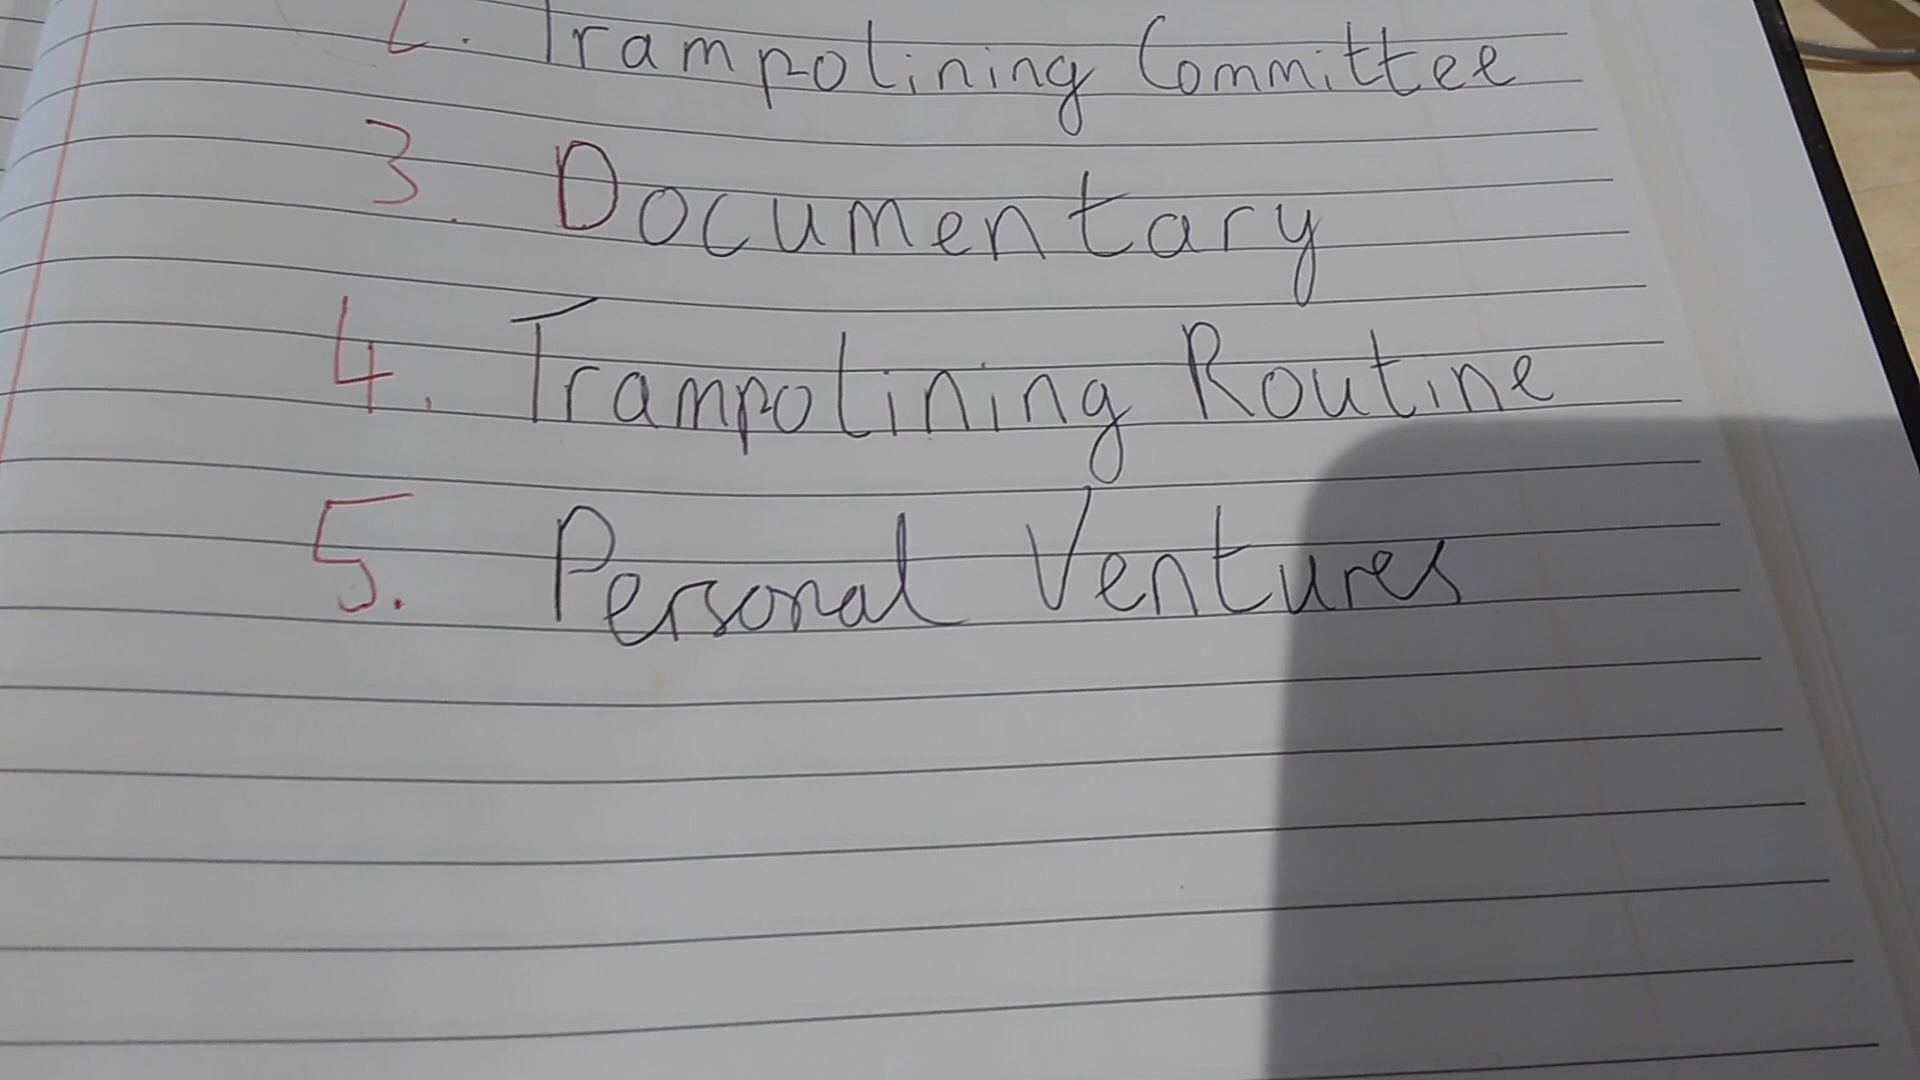 2. Trampolining Committee
3. Documentary
4. Trampolining Routine
5. Personal Ventures